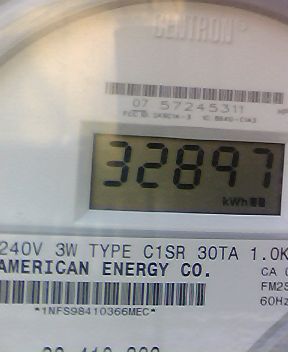 CENTRON®
07 57245311
32897
kWh
240V 3W TYPE C1SR 30TA 1.0K
AMERICAN ENERGY CO.
CA
FM2S
60Hz
*1NFS98410366MEC*